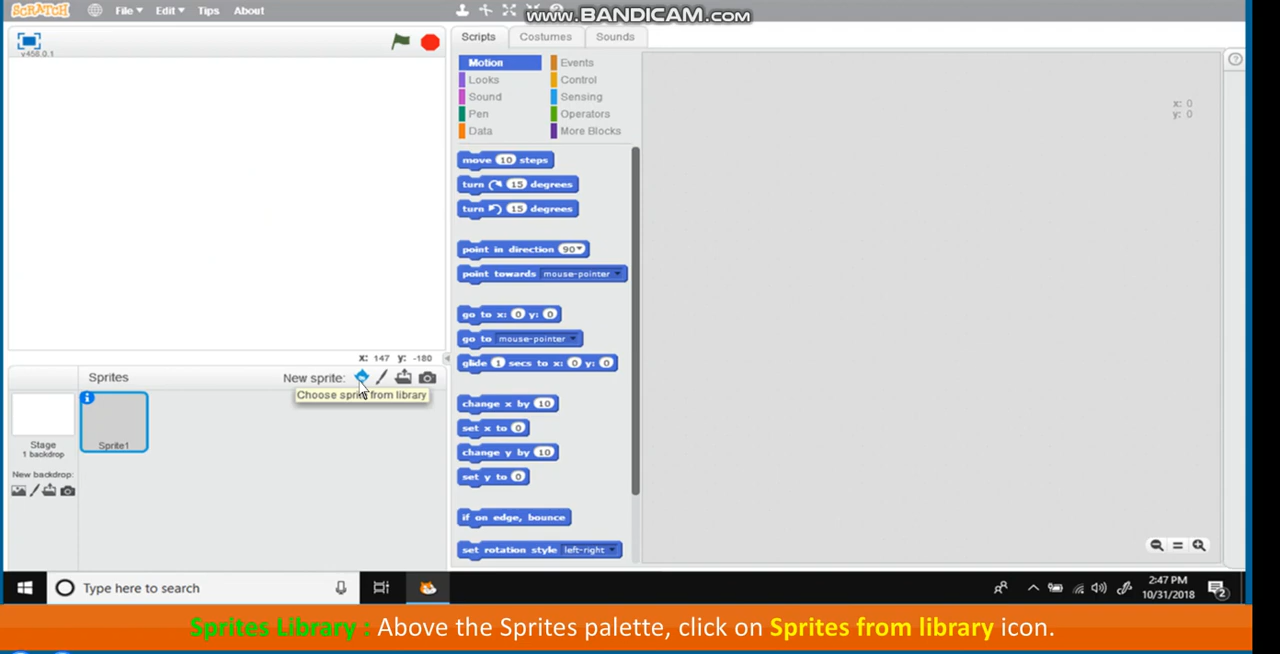 SCRATCH File Edit Tips About
www.BANDICAM.com
v458.0.1
Scripts Costumes Sounds
Motion Events
Looks Control
Sound Sensing
Pen Operators
Data More Blocks
x: 0
y: 0
move 10 steps
turn 15 degrees
turn 15 degrees
point in direction 90
point towards mouse-pointer
go to x: 0 y: 0
go to mouse-pointer
glide 1 secs to x: 0 y: 0
change x by 10
set x to 0
change y by 10
set y to 0
if on edge, bounce
set rotation style left-right
x: 147 y: -180
Sprites New sprite:
Choose sprite from library
Sprite1
Stage
1 backdrop
New backdrop:
Type here to search
2:47 PM
10/31/2018
2
Sprites Library : Above the Sprites palette, click on Sprites from library icon.